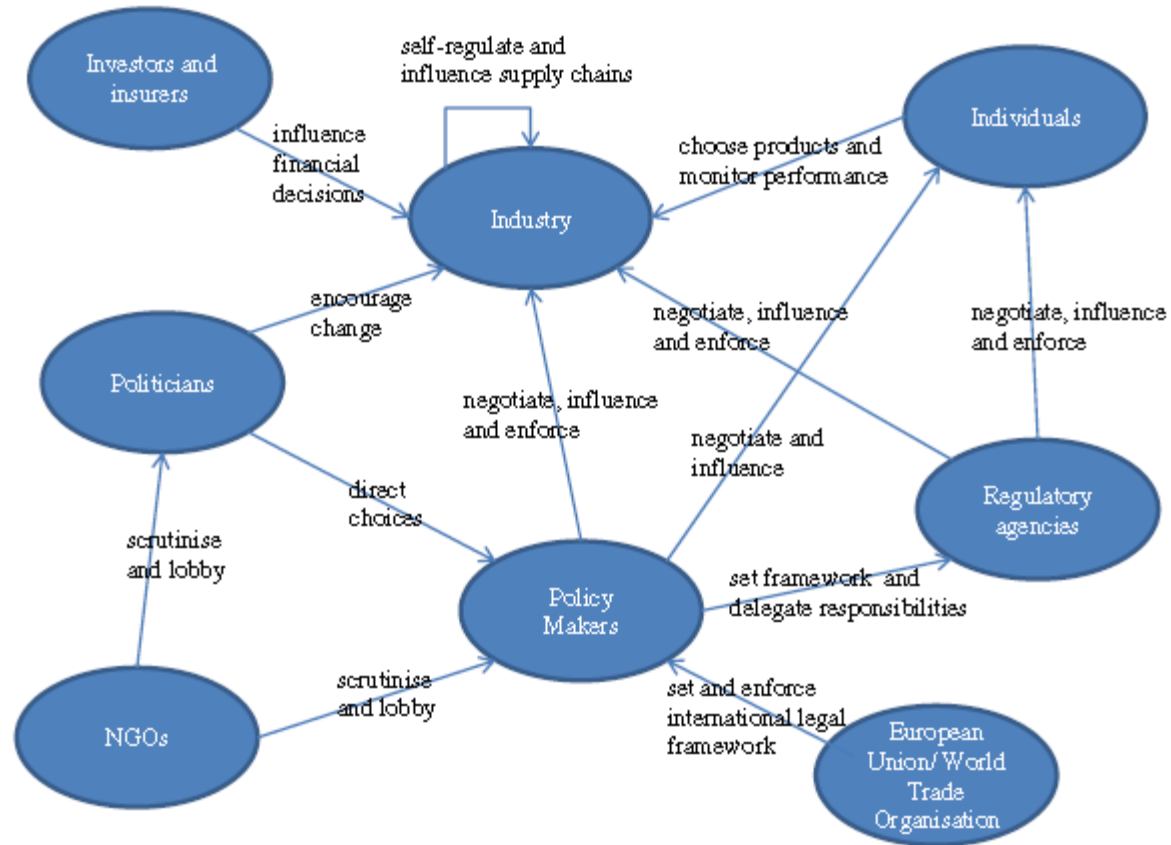 Investors and
insurers
self-regulate and
influence supply chains
Individuals
influence
financial
decisions
choose products and
monitor performance
Industry
encourage
change
negotiate, influence
and enforce
negotiate, influence
and enforce
Politicians
negotiate, influence
and enforce
negotiate and
influence
direct
choices
Regulatory
agencies
scrutinise
and lobby
Policy
Makers
set framework and
delegate responsibilities
scrutinise
and lobby
set and enforce
international legal
framework
NGOs
European
Union/ World
Trade
Organisation